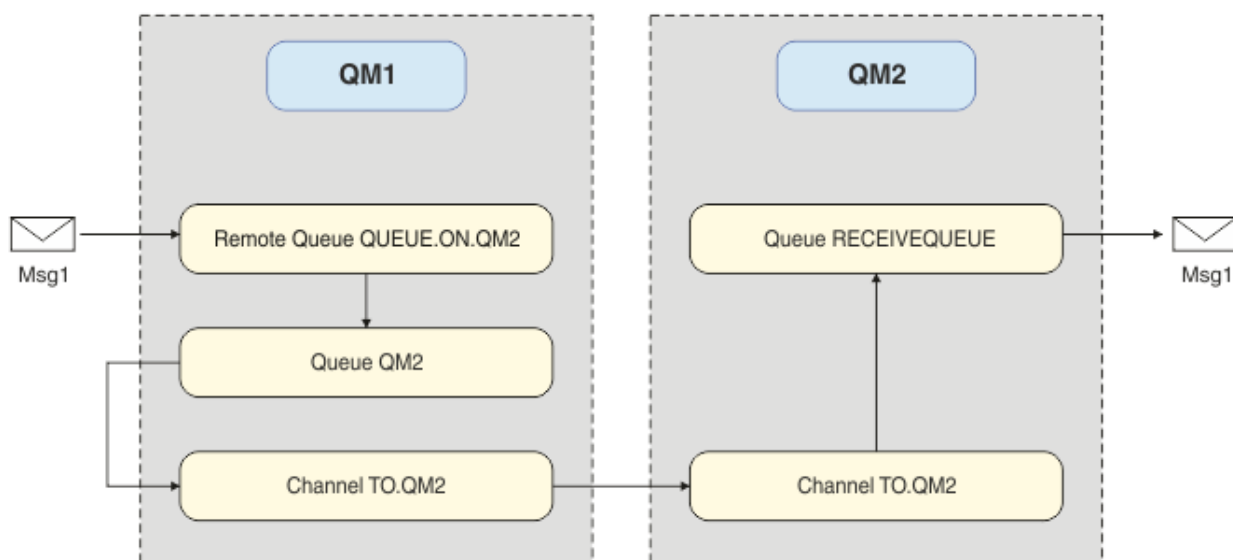 QM1
QM2
Remote Queue QUEUE.ON.QM2
Queue RECEIVEQUEUE
Msg1
Msg1
Queue QM2
Channel TO.QM2
Channel TO.QM2